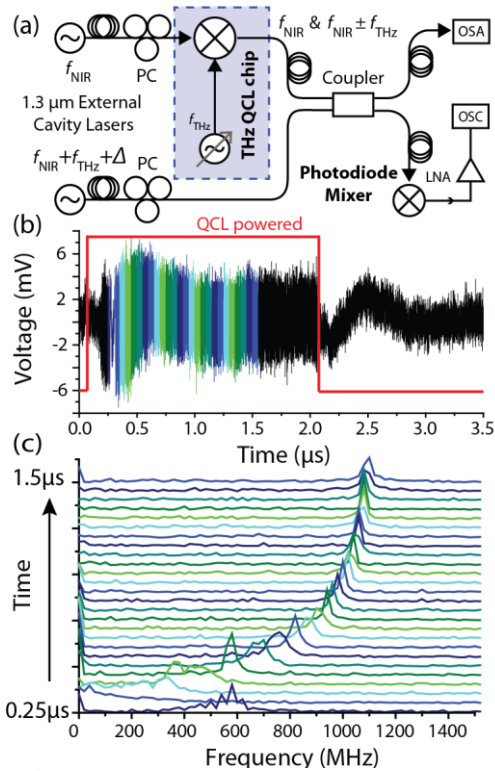 (a)
f_NIR
PC
f_NIR & f_NIR ± f_THz
OSA
Coupler
THz QCL chip
f_THz
1.3 μm External
Cavity Lasers
OSC
f_NIR+f_THz+Δ
PC
Photodiode
Mixer
LNA
(b)
QCL powered
Voltage (mV)
6
2
-2
-6
0.0 0.5 1.0 1.5 2.0 2.5 3.0 3.5
Time (μs)
(c)
1.5μs
Time
0.25μs
0 200 400 600 800 1000 1200 1400
Frequency (MHz)